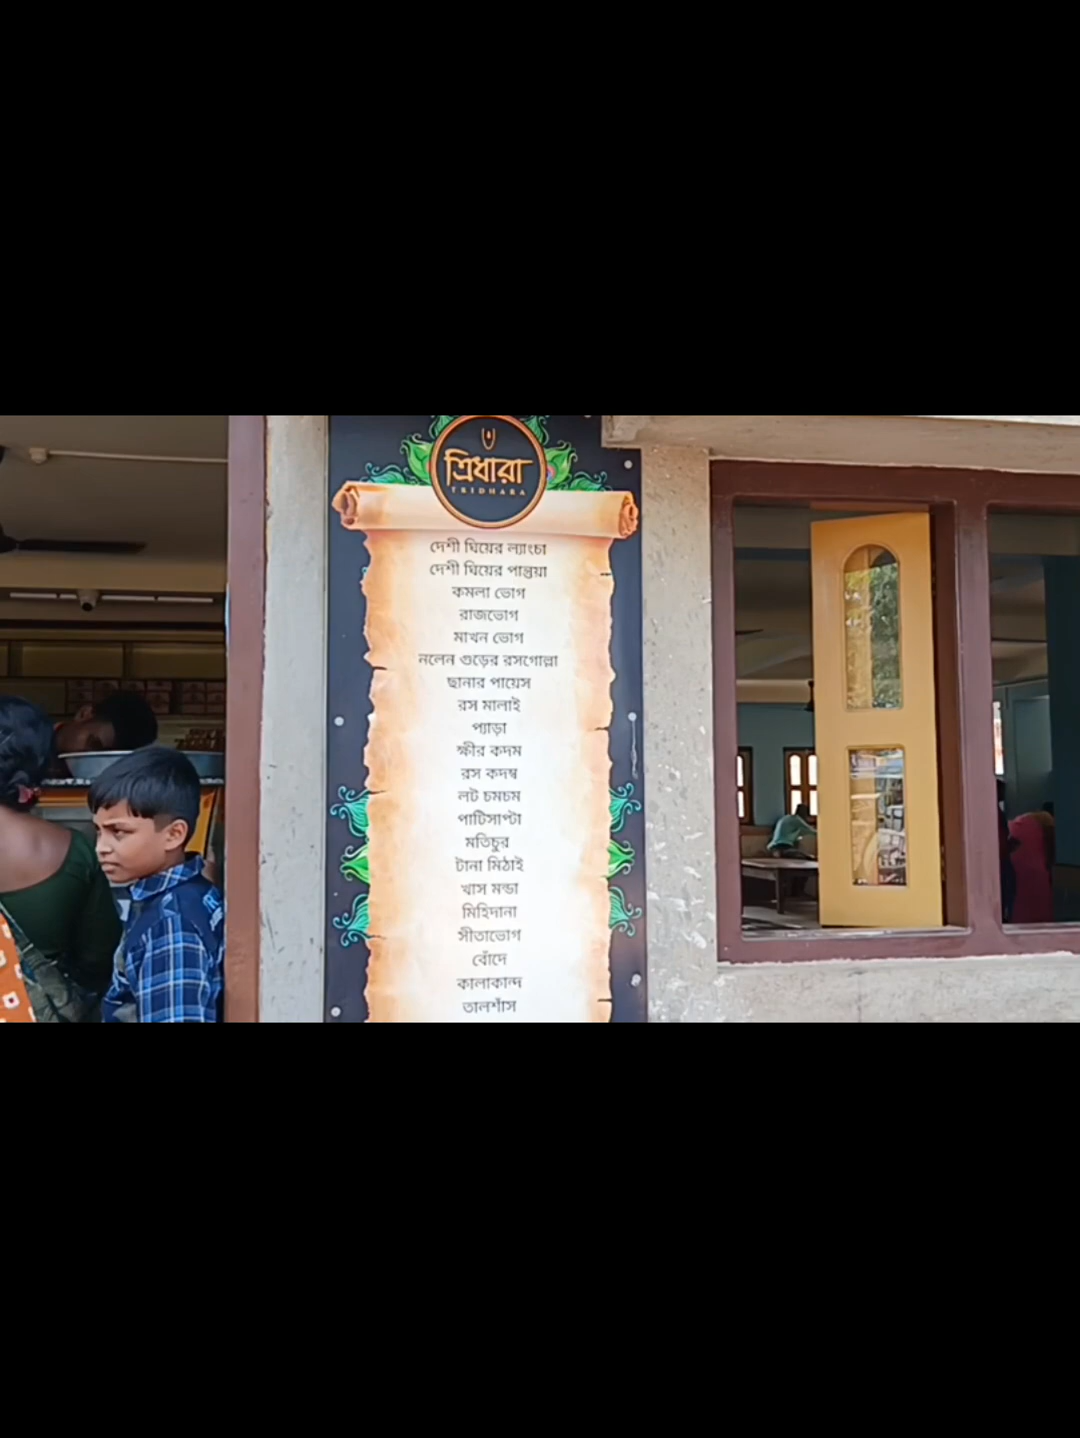 ত্রিধারা
TRIDHARA
দেশী ঘিয়ের ল্যাংচা
দেশী ঘিয়ের পান্তুয়া
কমলা ভোগ
রাজভোগ
মাখন ভোগ
নলেন গুড়ের রসগোল্লা
ছানার পায়েস
রস মালাই
প্যাড়া
ক্ষীর কদম
রস কদম্ব
লট চমচম
পাটিসাপ্টা
মতিচুর
টানা মিঠাই
খাস মন্ডা
মিহিদানা
সীতাভোগ
বোঁদে
কালাকান্দ
তালশাঁস